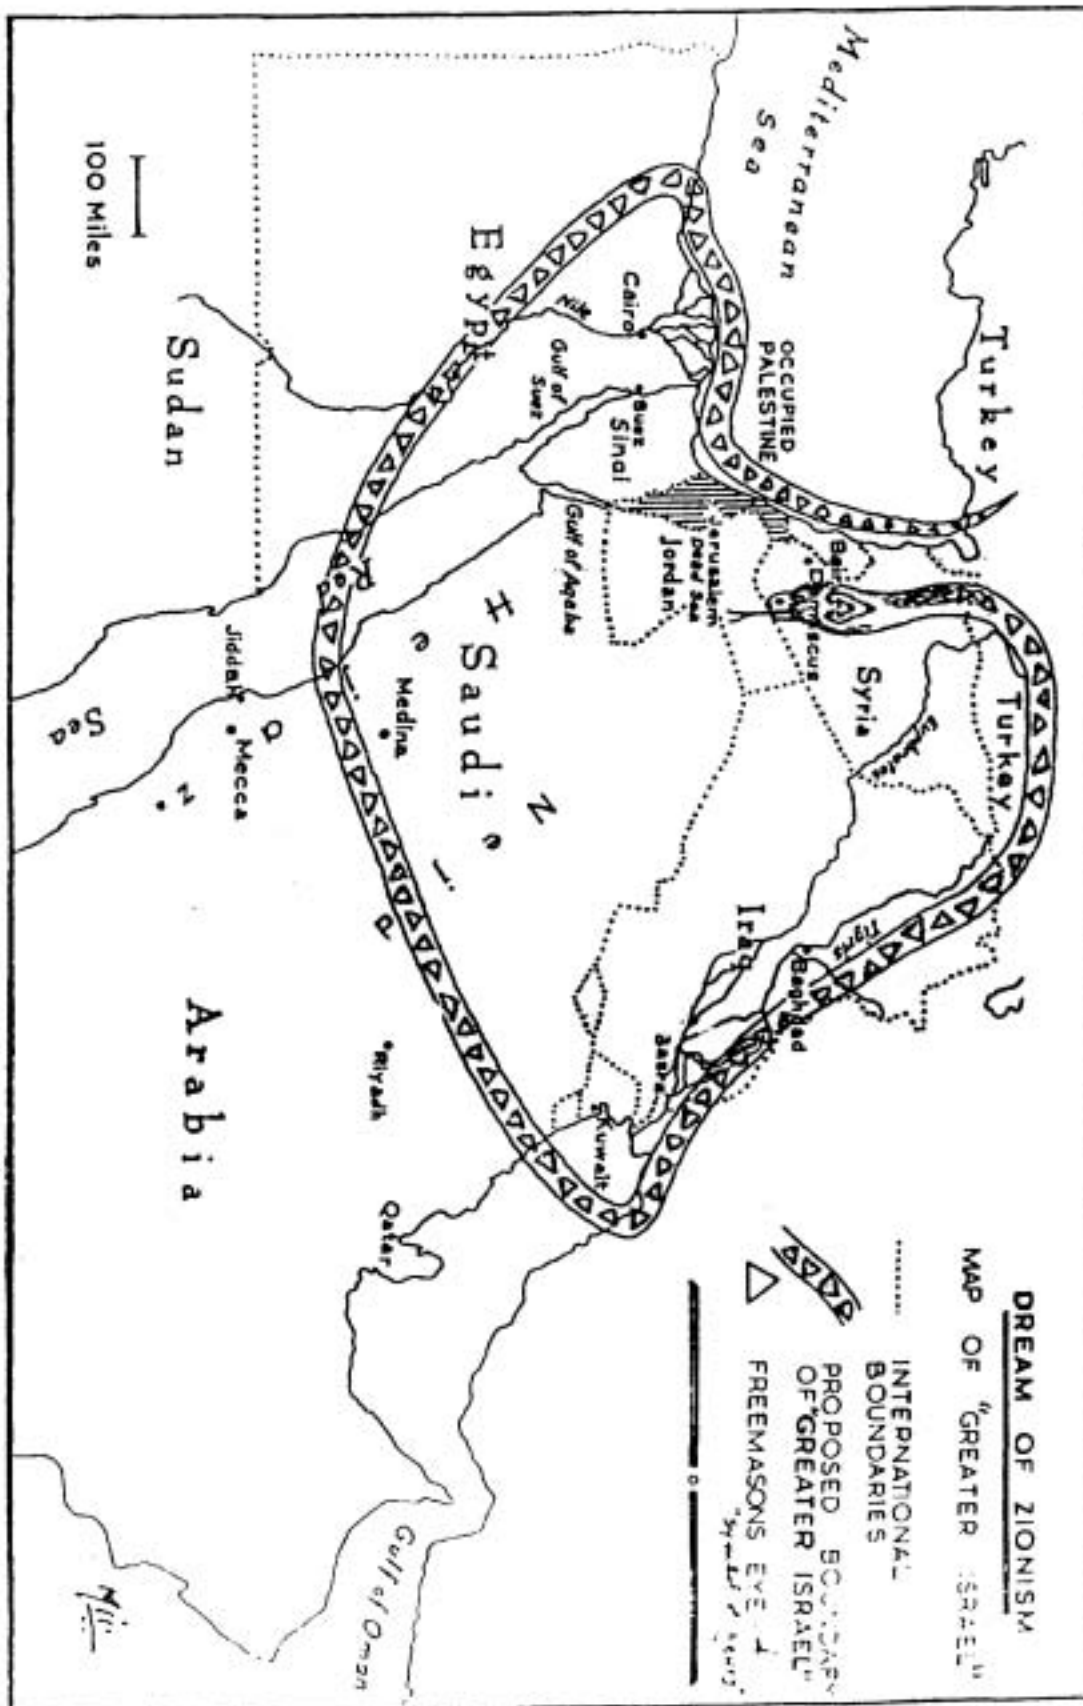 DREAM OF ZIONISM
MAP OF "GREATER ISRAEL"
INTERNATIONAL
BOUNDARIES
PROPOSED BOUNDARY
OF "GREATER ISRAEL"
FREEMASONS EYE
"Symbol of
Turkey
Mediterranean
Sea
OCCUPIED
PALESTINE
Turkey
Syria
Euphrates
Tigris
Damascus
Baghdad
Iraq
Jerusalem
Dead Sea
Jordan
Basra
Kuwait
Cairo
Suez
Sinai
Nile
Gulf of
Suez
Gulf of Aqaba
Egypt
Saudi
Medina
Riyadh
Qatar
Jiddah
Mecca
Sea
Arabia
Sudan
Gulf of Oman
100 Miles